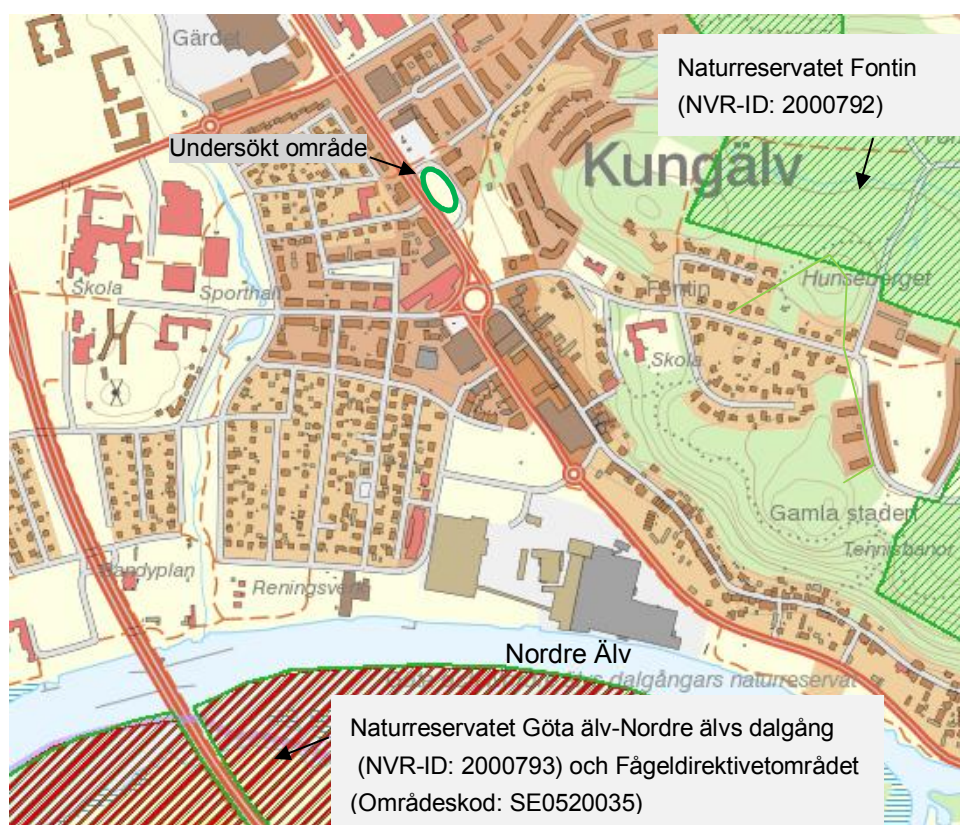 Gärdet
Naturreservatet Fontin
(NVR-ID: 2000792)
Undersökt område
Kungälv
Skola
Sporthall
Fontin
Hunseberget
Skola
Gamla staden
Tennisbanor
Bandyplan
Reningsverk
Nordre Älv
älvs dalgångars naturreservat
Naturreservatet Göta älv-Nordre älvs dalgång
(NVR-ID: 2000793) och Fågeldirektivetområdet
(Områdeskod: SE0520035)